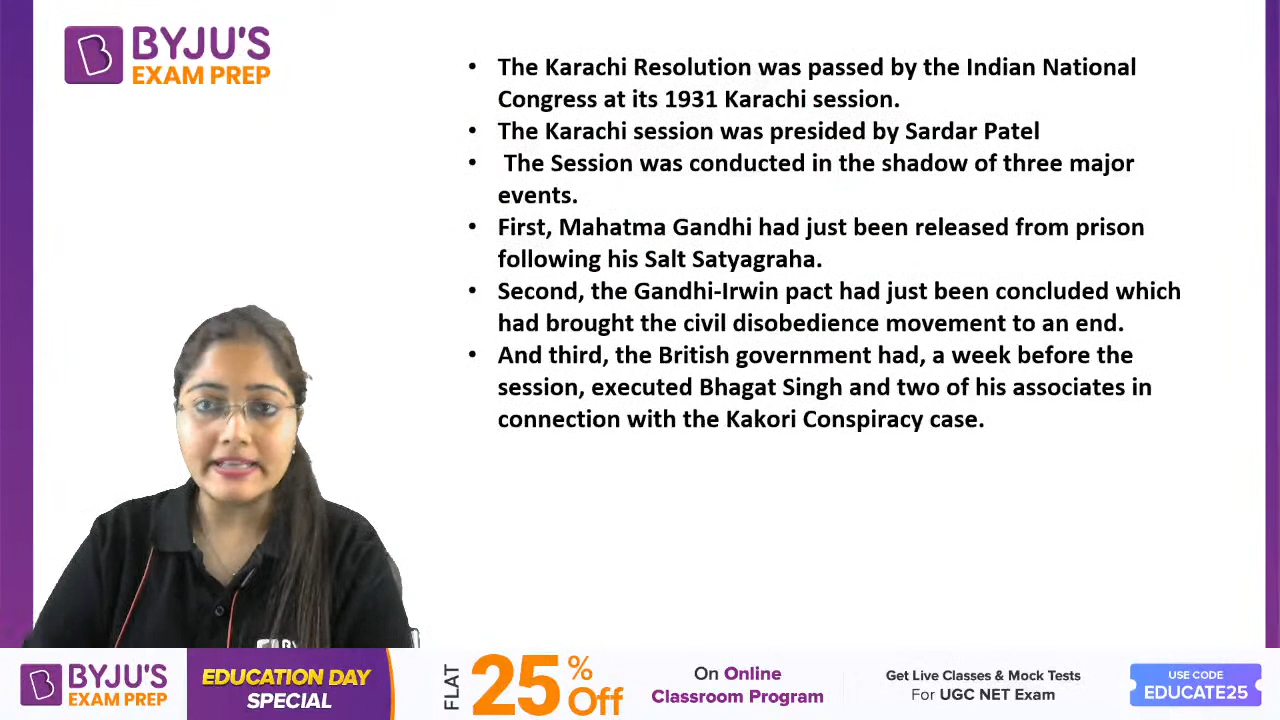 BYJU'S
EXAM PREP
• The Karachi Resolution was passed by the Indian National
Congress at its 1931 Karachi session.
• The Karachi session was presided by Sardar Patel
• The Session was conducted in the shadow of three major
events.
• First, Mahatma Gandhi had just been released from prison
following his Salt Satyagraha.
• Second, the Gandhi-Irwin pact had just been concluded which
had brought the civil disobedience movement to an end.
• And third, the British government had, a week before the
session, executed Bhagat Singh and two of his associates in
connection with the Kakori Conspiracy case.
BYJU'S
EXAM PREP
EDUCATION DAY
SPECIAL
FLAT
25%
Off
On Online
Classroom Program
Get Live Classes & Mock Tests
For UGC NET Exam
USE CODE
EDUCATE25